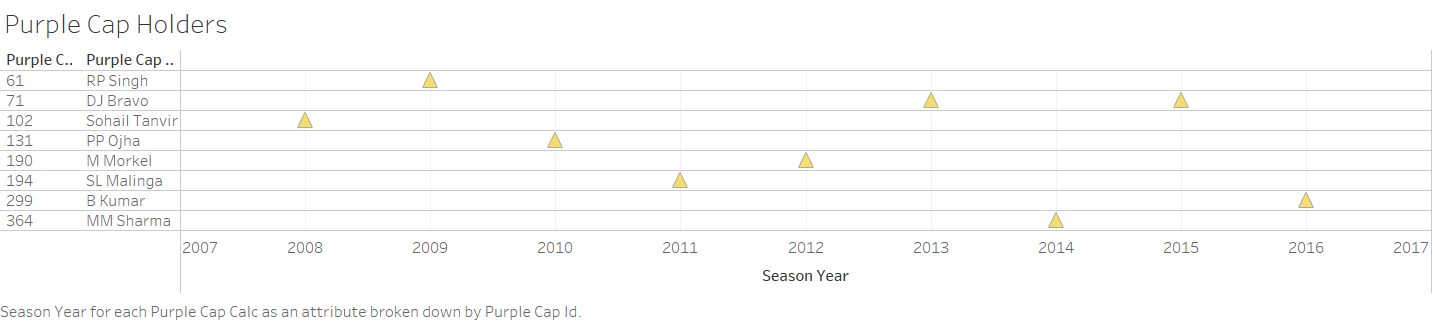 Purple Cap Holders
Purple C.. Purple Cap ..
61 RP Singh
71 DJ Bravo
102 Sohail Tanvir
131 PP Ojha
190 M Morkel
194 SL Malinga
299 B Kumar
364 MM Sharma
2007 2008 2009 2010 2011 2012 2013 2014 2015 2016 2017
Season Year
Season Year for each Purple Cap Calc as an attribute broken down by Purple Cap Id.